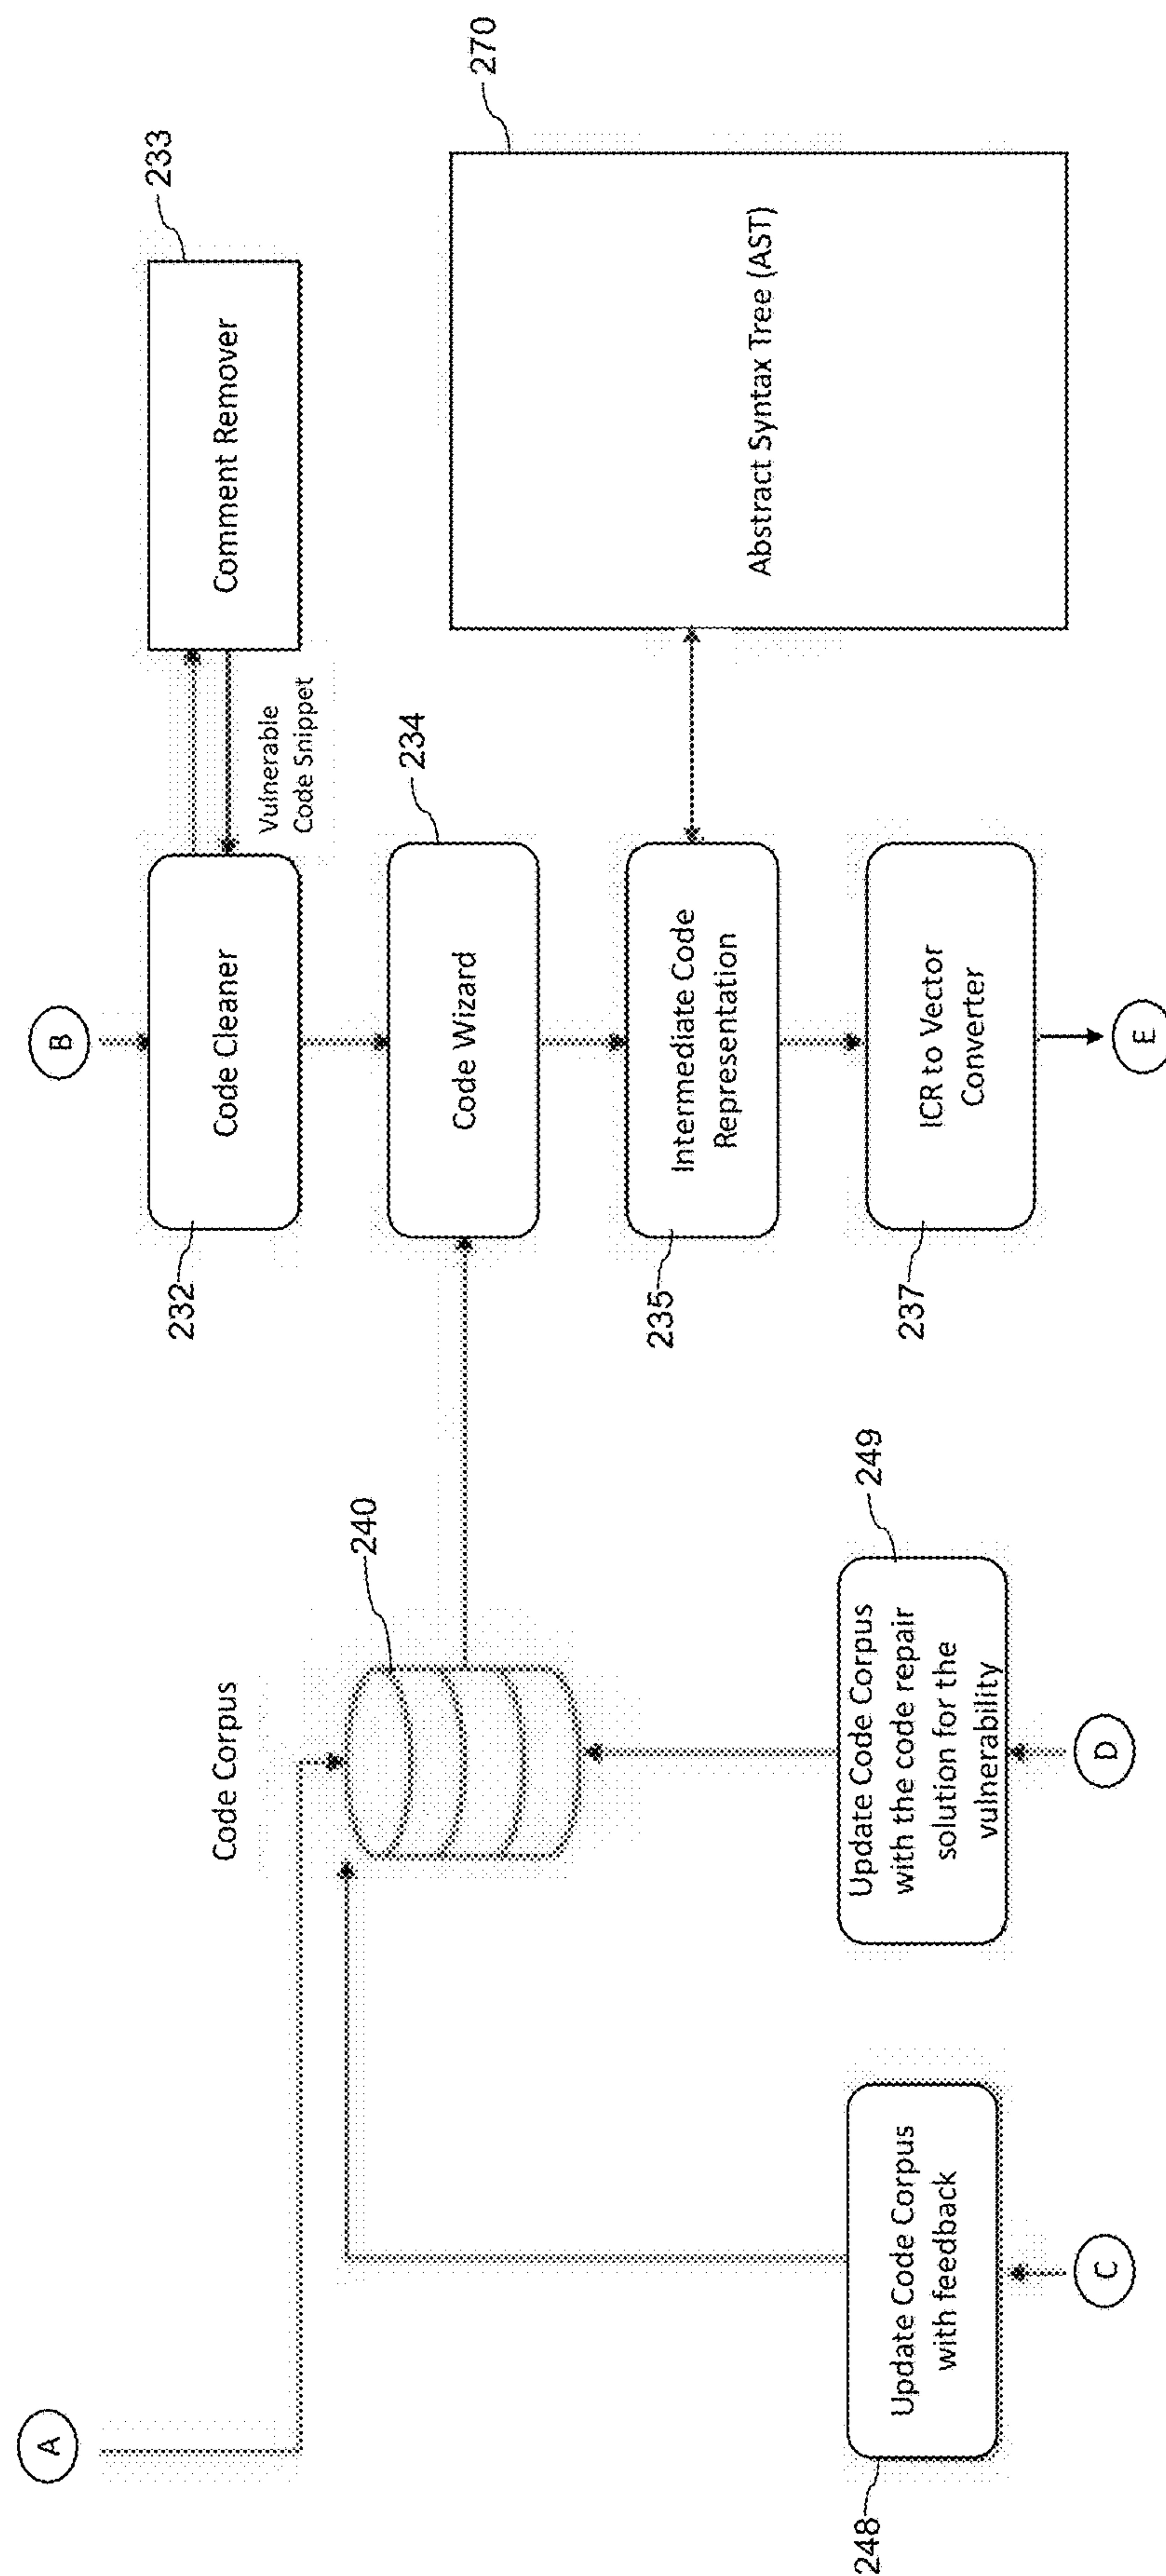 A
B
Code Corpus
240
232
Code Cleaner
Vulnerable
Code Snippet
233
Comment Remover
234
Code Wizard
235
Intermediate Code
Representation
270
Abstract Syntax Tree (AST)
248
Update Code Corpus
with feedback
249
Update Code Corpus
with the code repair
solution for the
vulnerability
237
ICR to Vector
Converter
C
D
E